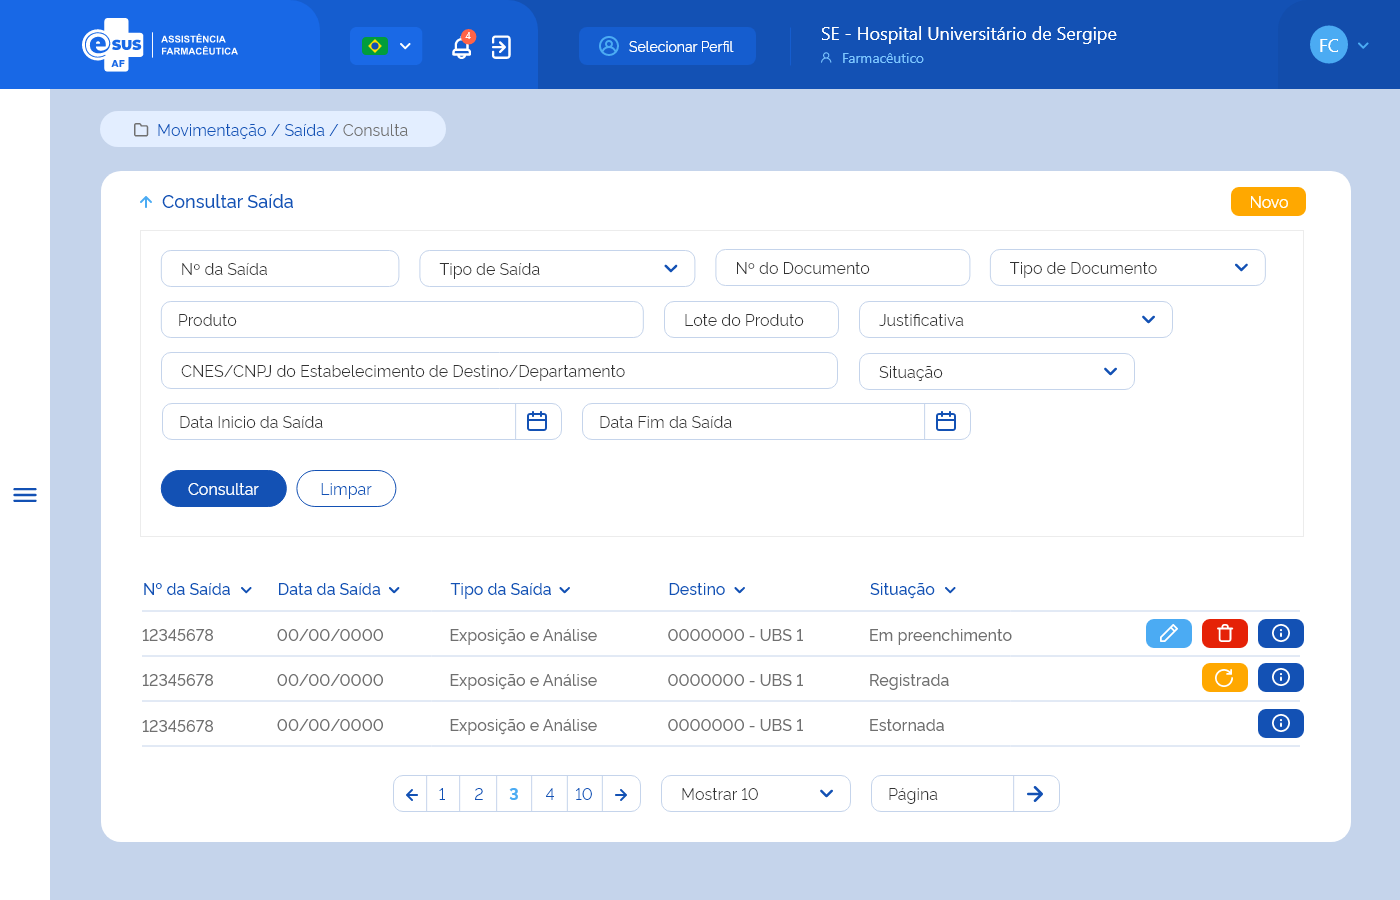 e sus AF
ASSISTÊNCIA
FARMACÊUTICA
4
Selecionar Perfil
SE - Hospital Universitário de Sergipe
Farmacêutico
FC
Movimentação / Saída / Consulta
Consultar Saída
Novo
Nº da Saída
Tipo de Saída
Nº do Documento
Tipo de Documento
Produto
Lote do Produto
Justificativa
CNES/CNPJ do Estabelecimento de Destino/Departamento
Situação
Data Inicio da Saída
Data Fim da Saída
Consultar
Limpar
Nº da Saída Data da Saída Tipo da Saída Destino Situação
12345678 00/00/0000 Exposição e Análise 0000000 - UBS 1 Em preenchimento
12345678 00/00/0000 Exposição e Análise 0000000 - UBS 1 Registrada
12345678 00/00/0000 Exposição e Análise 0000000 - UBS 1 Estornada
1 2 3 4 10
Mostrar 10
Página